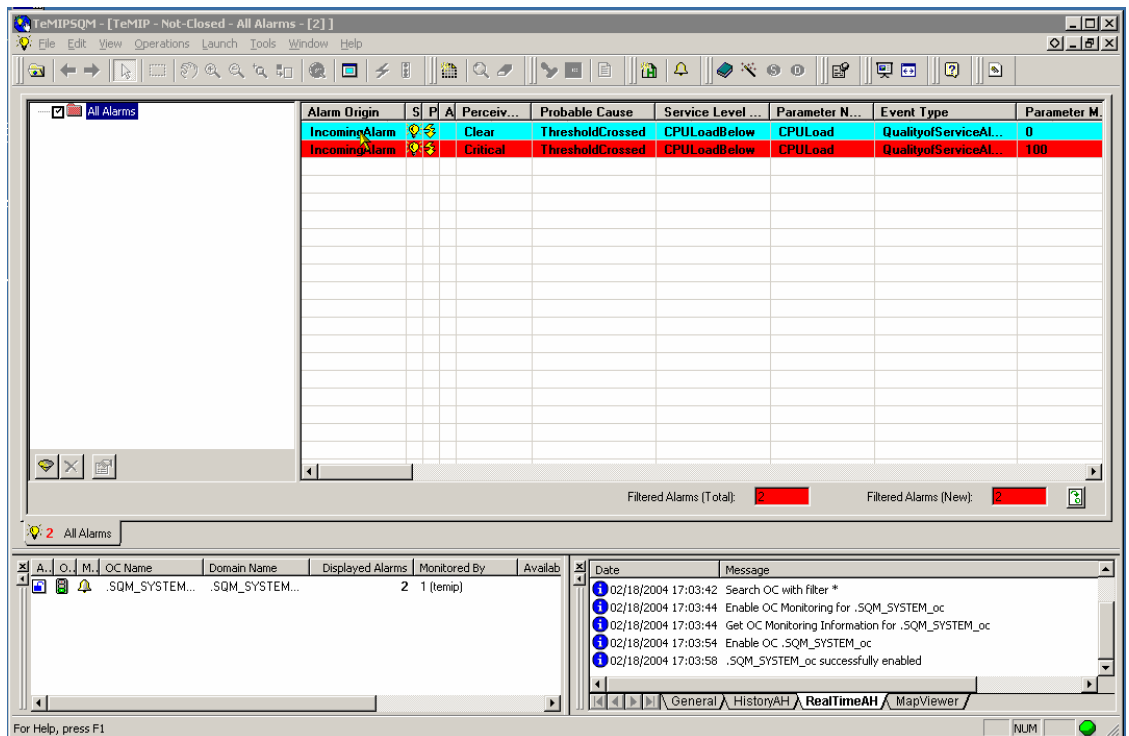 TeMIPSQM - [TeMIP - Not-Closed - All Alarms - [2] ]
File Edit View Operations Launch Tools Window Help
All Alarms
Alarm Origin S P A Perceiv... Probable Cause Service Level ... Parameter N... Event Type Parameter M.
IncomingAlarm Clear ThresholdCrossed CPULoadBelow CPULoad QualityofServiceAl... 0
IncomingAlarm Critical ThresholdCrossed CPULoadBelow CPULoad QualityofServiceAl... 100
Filtered Alarms (Total): 2 Filtered Alarms (New): 2
2 All Alarms
A.. O.. M.. OC Name Domain Name Displayed Alarms Monitored By Availab
.SQM_SYSTEM... .SQM_SYSTEM... 2 1 (temip)
Date Message
02/18/2004 17:03:42 Search OC with filter *
02/18/2004 17:03:44 Enable OC Monitoring for .SQM_SYSTEM_oc
02/18/2004 17:03:44 Get OC Monitoring Information for .SQM_SYSTEM_oc
02/18/2004 17:03:54 Enable OC .SQM_SYSTEM_oc
02/18/2004 17:03:58 .SQM_SYSTEM_oc successfully enabled
General HistoryAH RealTimeAH MapViewer
For Help, press F1 NUM